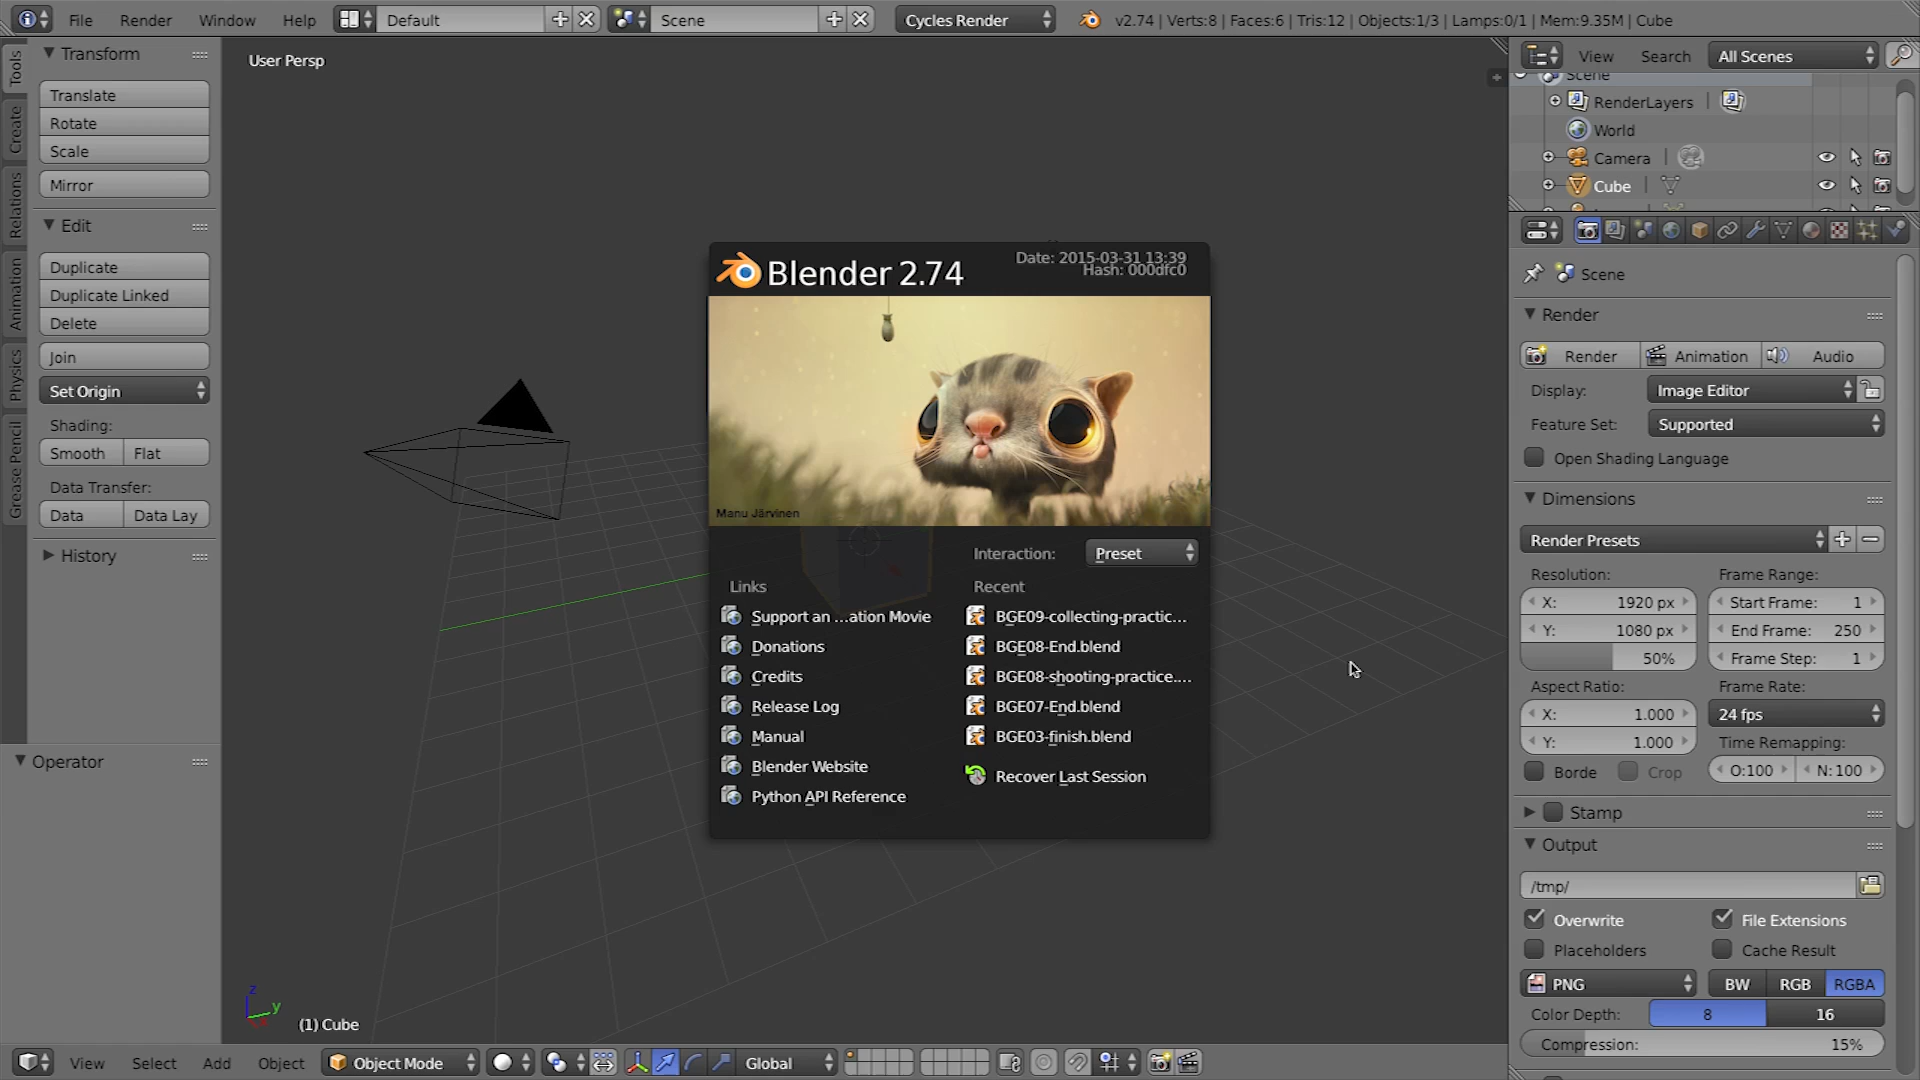 File Render Window Help Default Scene Cycles Render v2.74 | Verts:8 | Faces:6 | Tris:12 | Objects:1/3 | Lamps:0/1 | Mem:9.35M | Cube
Tools
Create
Relations
Animation
Physics
Grease Pencil
Transform
Translate
Rotate
Scale
Mirror
Edit
Duplicate
Duplicate Linked
Delete
Join
Set Origin
Shading:
Smooth Flat
Data Transfer:
Data Data Lay
History
Operator
User Persp
Blender 2.74
Date: 2015-03-31 13:39
Hash: 000dfc0
Manu Järvinen
Interaction: Preset
Links
Support an ...ation Movie
Donations
Credits
Release Log
Manual
Blender Website
Python API Reference
Recent
BGE09-collecting-practic...
BGE08-End.blend
BGE08-shooting-practice....
BGE07-End.blend
BGE03-finish.blend
Recover Last Session
z
y
(1) Cube
View Select Add Object Object Mode Global
View Search All Scenes
Scene
RenderLayers
World
Camera
Cube
Scene
Render
Render Animation Audio
Display: Image Editor
Feature Set: Supported
Open Shading Language
Dimensions
Render Presets
Resolution: Frame Range:
X: 1920 px Start Frame: 1
Y: 1080 px End Frame: 250
50% Frame Step: 1
Aspect Ratio: Frame Rate:
X: 1.000 24 fps
Y: 1.000 Time Remapping:
Borde Crop O:100 N: 100
Stamp
Output
/tmp/
Overwrite File Extensions
Placeholders Cache Result
PNG BW RGB RGBA
Color Depth: 8 16
Compression: 15%